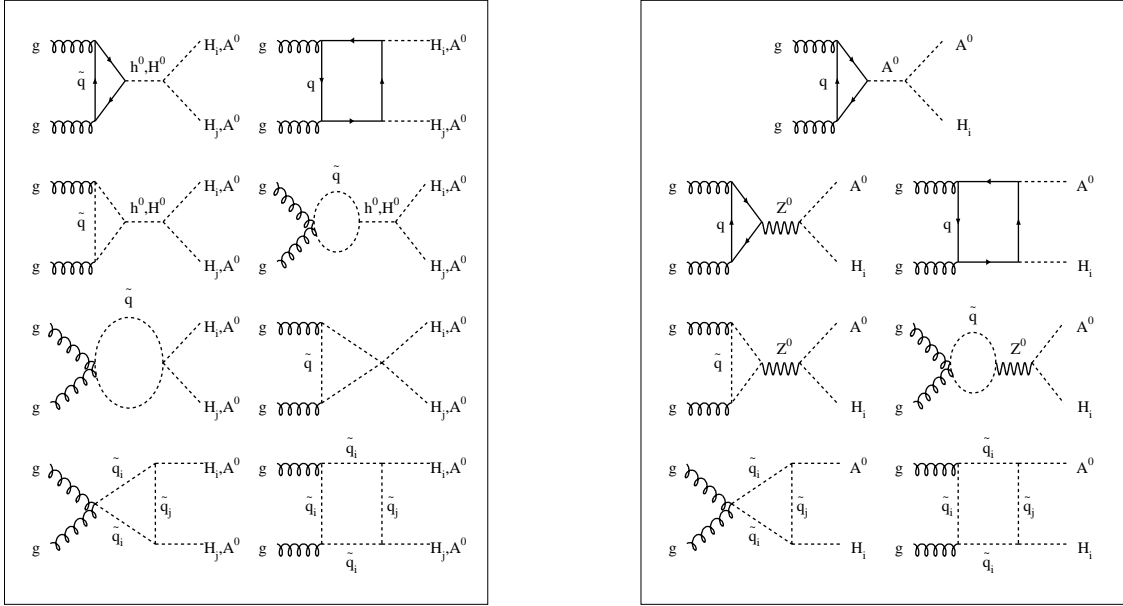 g h⁰,H⁰ H_i,A⁰
q̃
g H_j,A⁰
g H_i,A⁰
q
g H_j,A⁰
g H_i,A⁰
q̃ h⁰,H⁰
g H_j,A⁰
q̃
g h⁰,H⁰ H_i,A⁰
g H_j,A⁰
q̃
g H_i,A⁰
g H_j,A⁰
g H_i,A⁰
q̃
g H_j,A⁰
g q̃_i H_i,A⁰
q̃_j
g q̃_i H_j,A⁰
q̃_i
g H_i,A⁰
q̃_i q̃_j
g H_j,A⁰
q̃_i
g A⁰
q A⁰
g H_i
g Z⁰ A⁰
q
g H_i
g A⁰
q
g H_i
g A⁰
q̃ Z⁰
g H_i
q̃
g Z⁰ A⁰
g H_i
g q̃_i A⁰
q̃_j
g q̃_i H_i
q̃_i
g A⁰
q̃_i q̃_j
g H_i
q̃_i